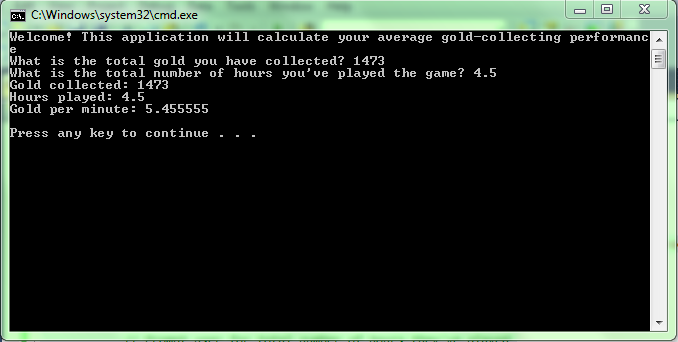 C:\Windows\system32\cmd.exe
Welcome! This application will calculate your average gold-collecting performanc
e
What is the total gold you have collected? 1473
What is the total number of hours you've played the game? 4.5
Gold collected: 1473
Hours played: 4.5
Gold per minute: 5.455555
Press any key to continue . . .